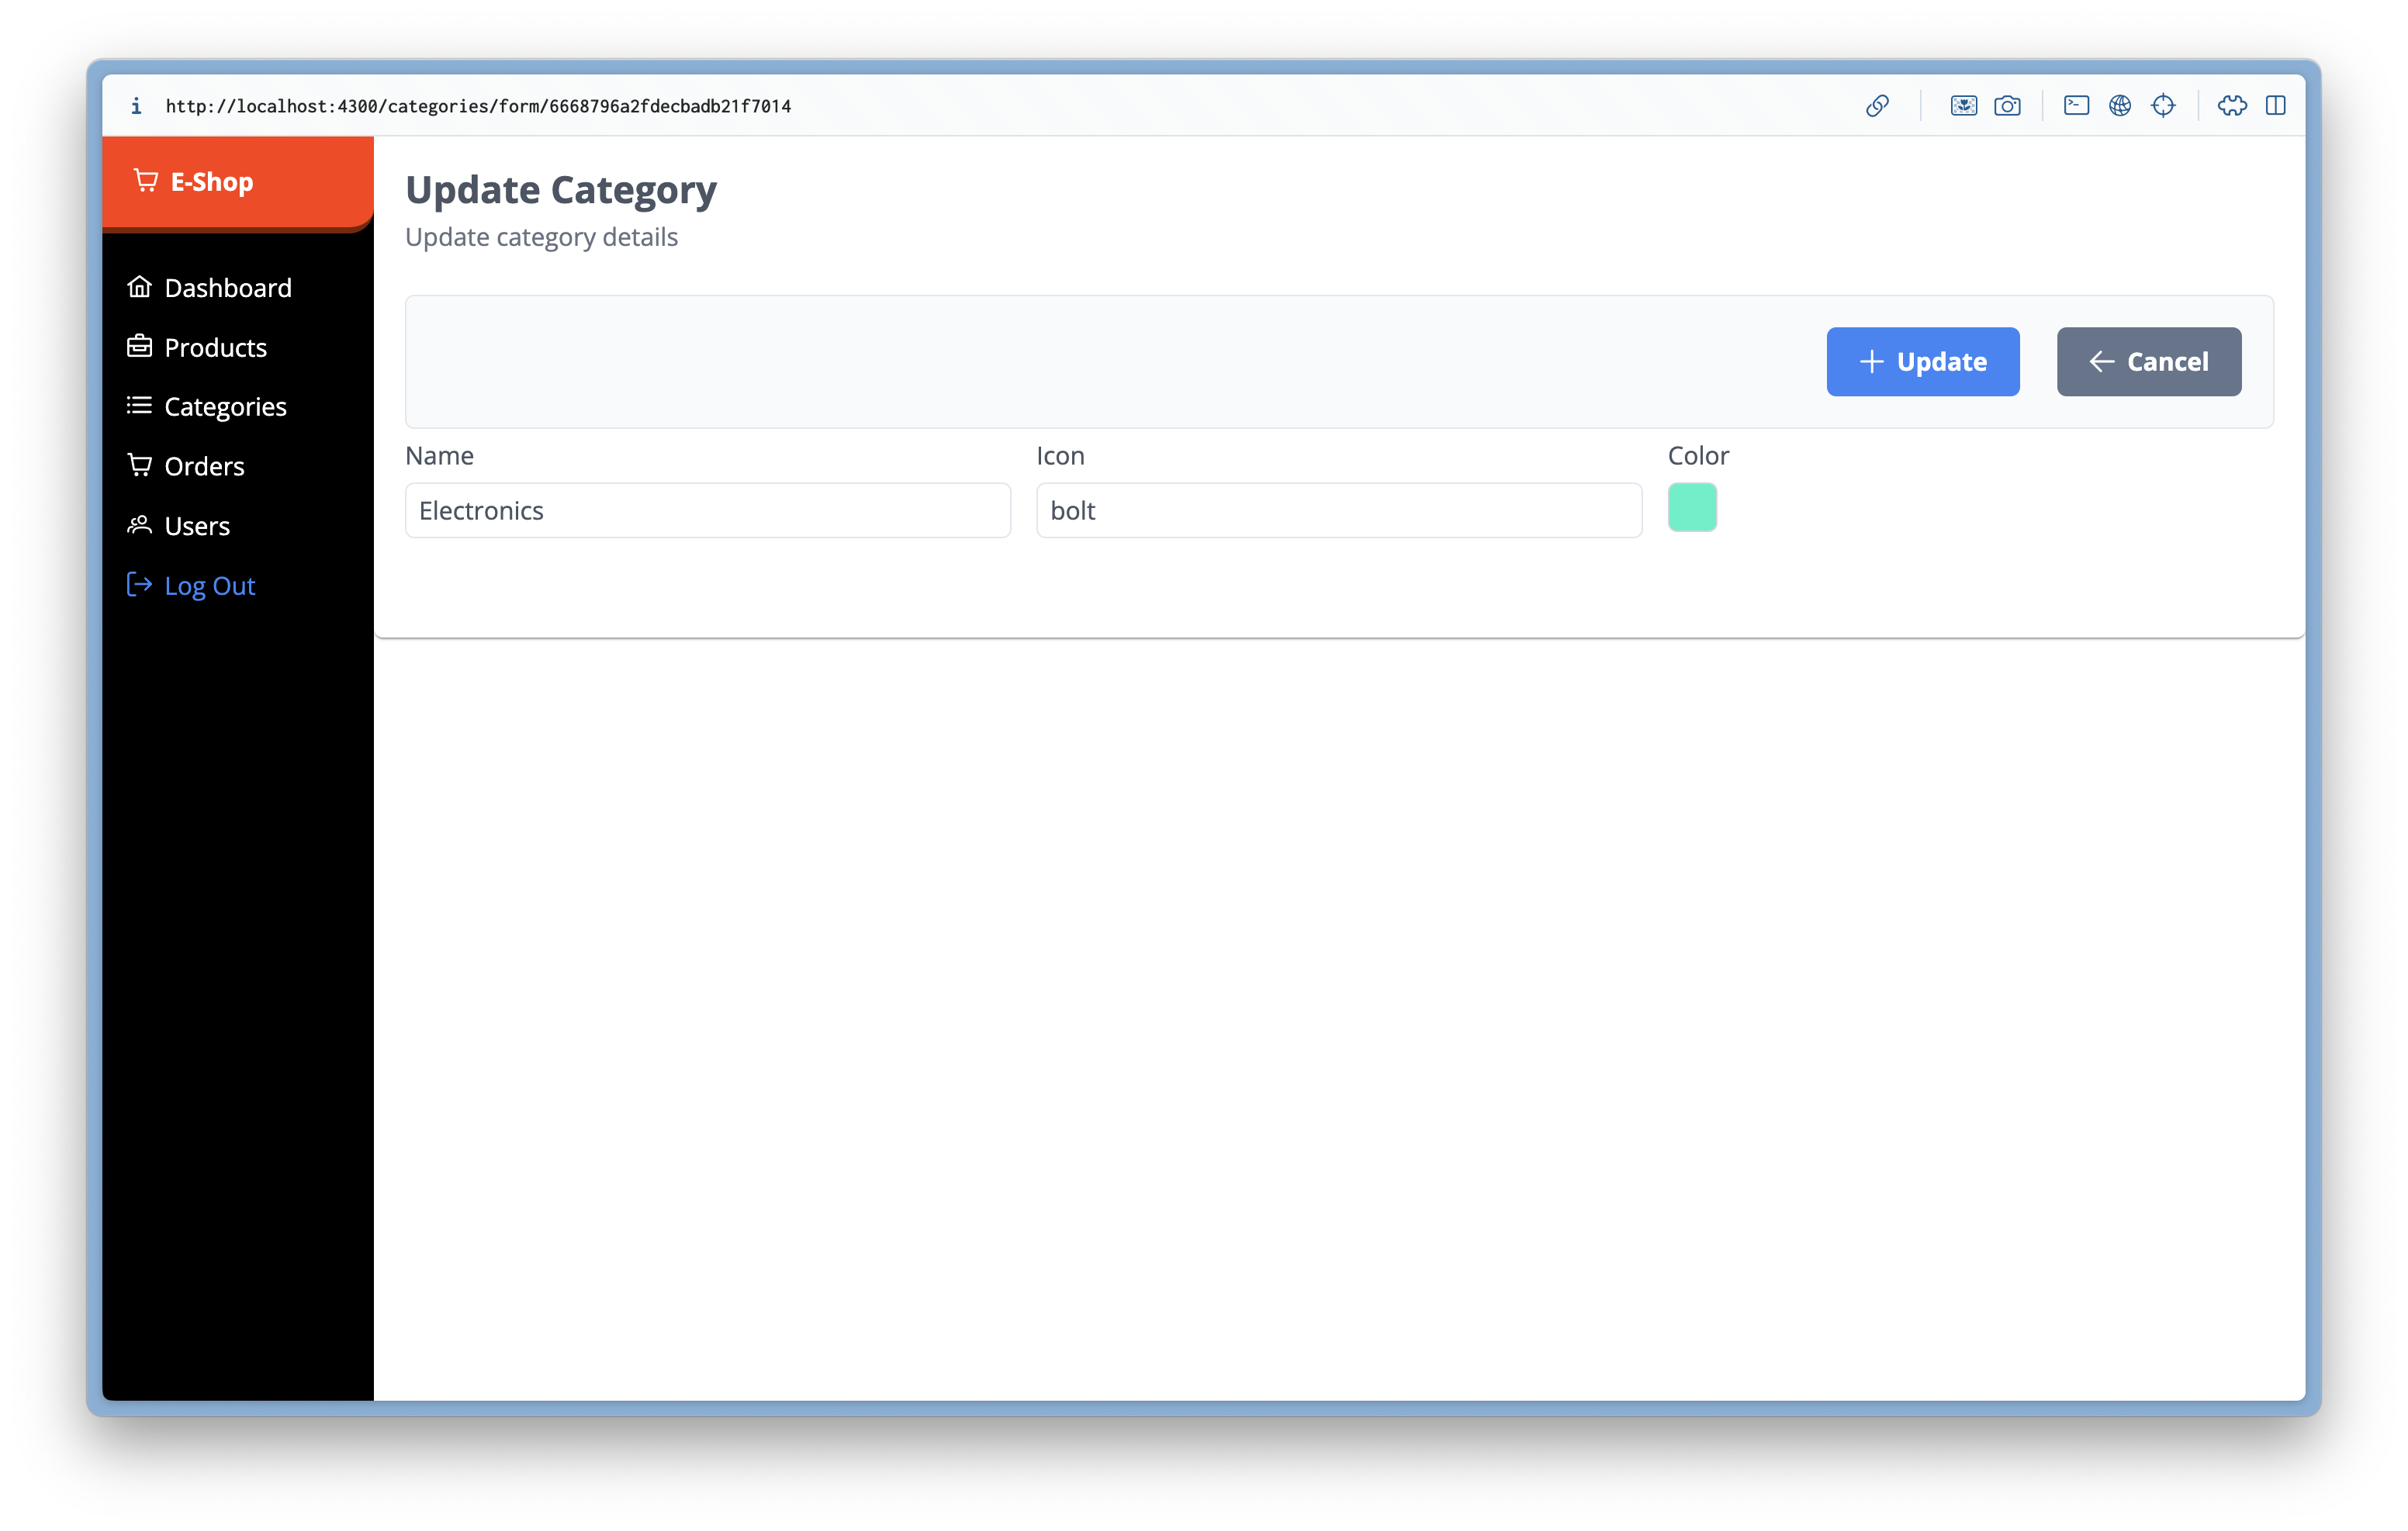 http://localhost:4300/categories/form/6668796a2fdecbadb21f7014
E-Shop
Dashboard
Products
Categories
Orders
Users
Log Out
Update Category
Update category details
Update
Cancel
Name
Icon
Color
Electronics
bolt